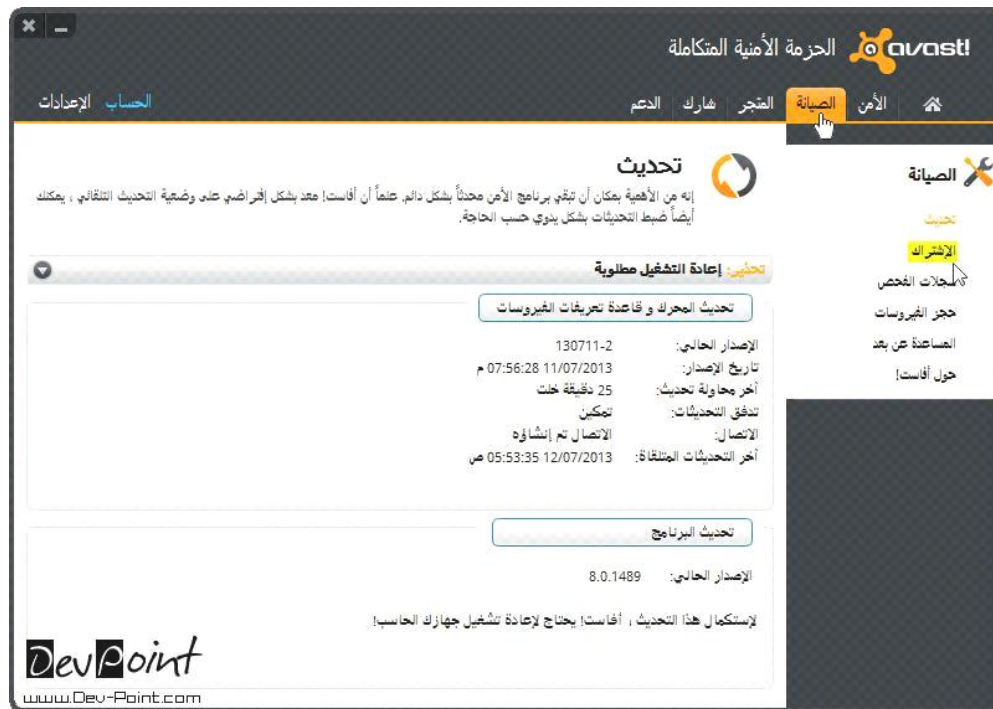 avast! الحزمة الأمنية المتكاملة
الأمن الصيانة المتجر شارك الدعم الحساب الإعدادات
الصيانة
تحديث
الإشتراك
سجلات الفحص
حجز الفيروسات
المساعدة عن بعد
حول أفاست!
تحديث
إنه من الأهمية بمكان أن تبقي برنامج الأمن محدثاً بشكل دائم. علماً أن أفاست! معد بشكل إفتراضي على وضعية التحديث التلقائي ، يمكنك
أيضاً ضبط التحديثات بشكل يدوي حسب الحاجة.
تحذير: إعادة التشغيل مطلوبة
تحديث المحرك و قاعدة تعريفات الفيروسات
الإصدار الحالي: 130711-2
تاريخ الإصدار: 11/07/2013 07:56:28 م
آخر محاولة تحديث: 25 دقيقة خلت
تدفق التحديثات: تمكين
الاتصال: الاتصال تم إنشاؤه
آخر التحديثات المتلقاة: 12/07/2013 05:53:35 ص
تحديث البرنامج
الإصدار الحالي: 8.0.1489
لإستكمال هذا التحديث ، أفاست! يحتاج لإعادة تشغيل جهازك الحاسب!
DevPoint
www.Dev-Point.com